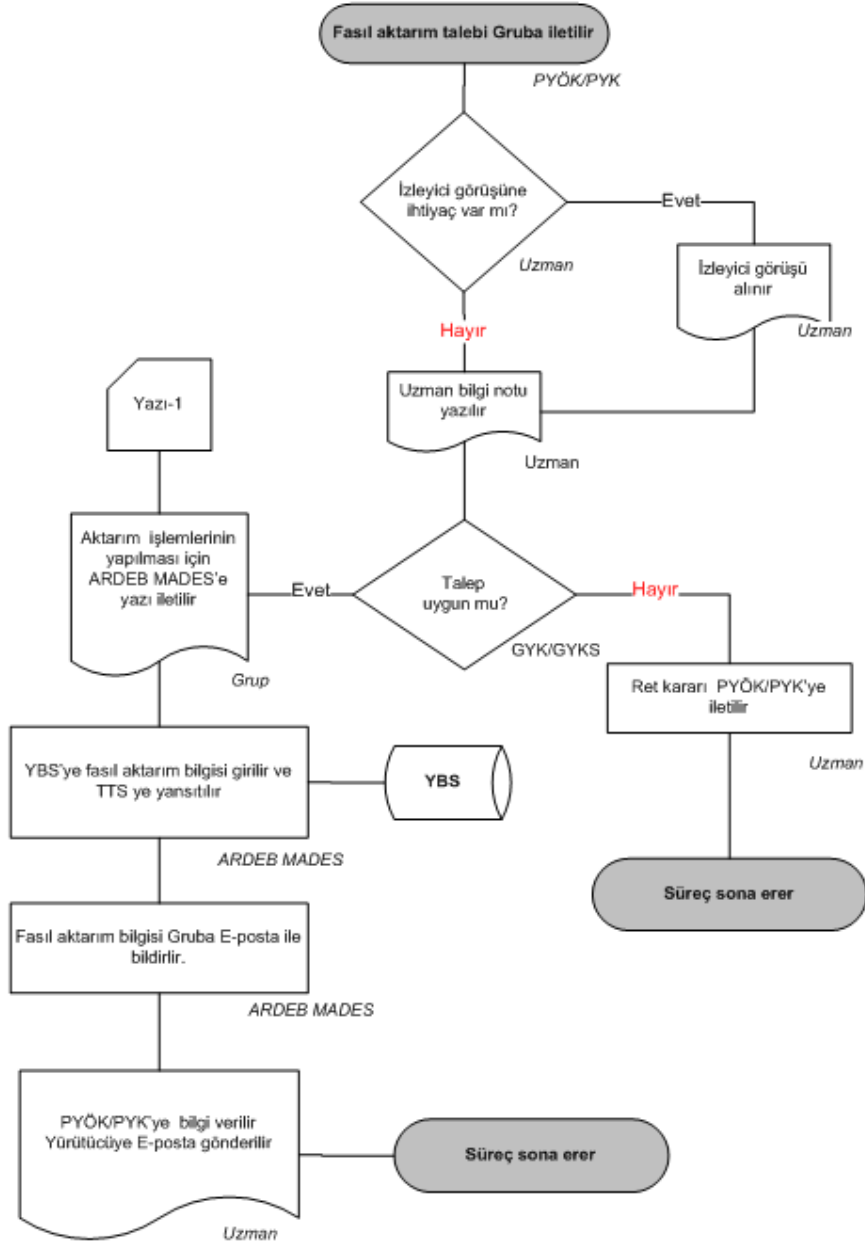 Fasıl aktarım talebi Gruba iletilir
PYÖK/PYK
İzleyici görüşüne
ihtiyaç var mı?
Uzman
Evet
İzleyici görüşü
alınır
Uzman
Hayır
Uzman bilgi notu
yazılır
Uzman
Yazı-1
Aktarım işlemlerinin
yapılması için
ARDEB MADES'e
yazı iletilir
Grup
Evet
Talep
uygun mu?
GYK/GYKS
Hayır
Ret kararı PYÖK/PYK'ye
iletilir
Uzman
Süreç sona erer
YBS'ye fasıl aktarım bilgisi girilir ve
TTS ye yansıtılır
ARDEB MADES
YBS
Fasıl aktarım bilgisi Gruba E-posta ile
bildirlir.
ARDEB MADES
PYÖK/PYK'ye bilgi verilir
Yürütücüye E-posta gönderilir
Uzman
Süreç sona erer